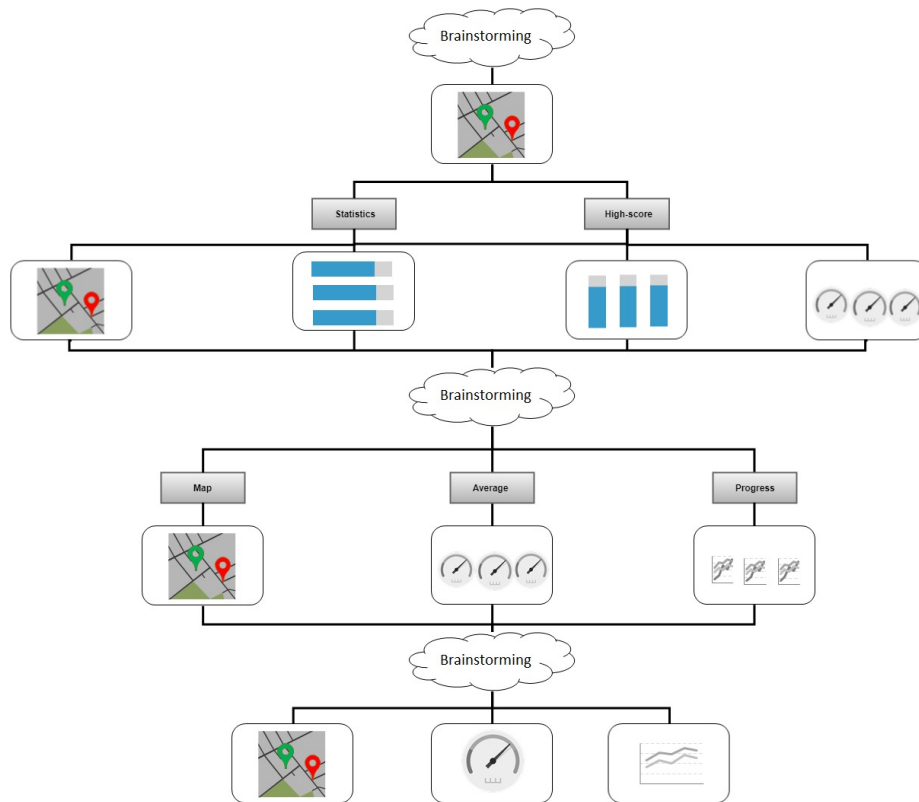 Brainstorming
Statistics
High-score
Brainstorming
Map
Average
Progress
Brainstorming